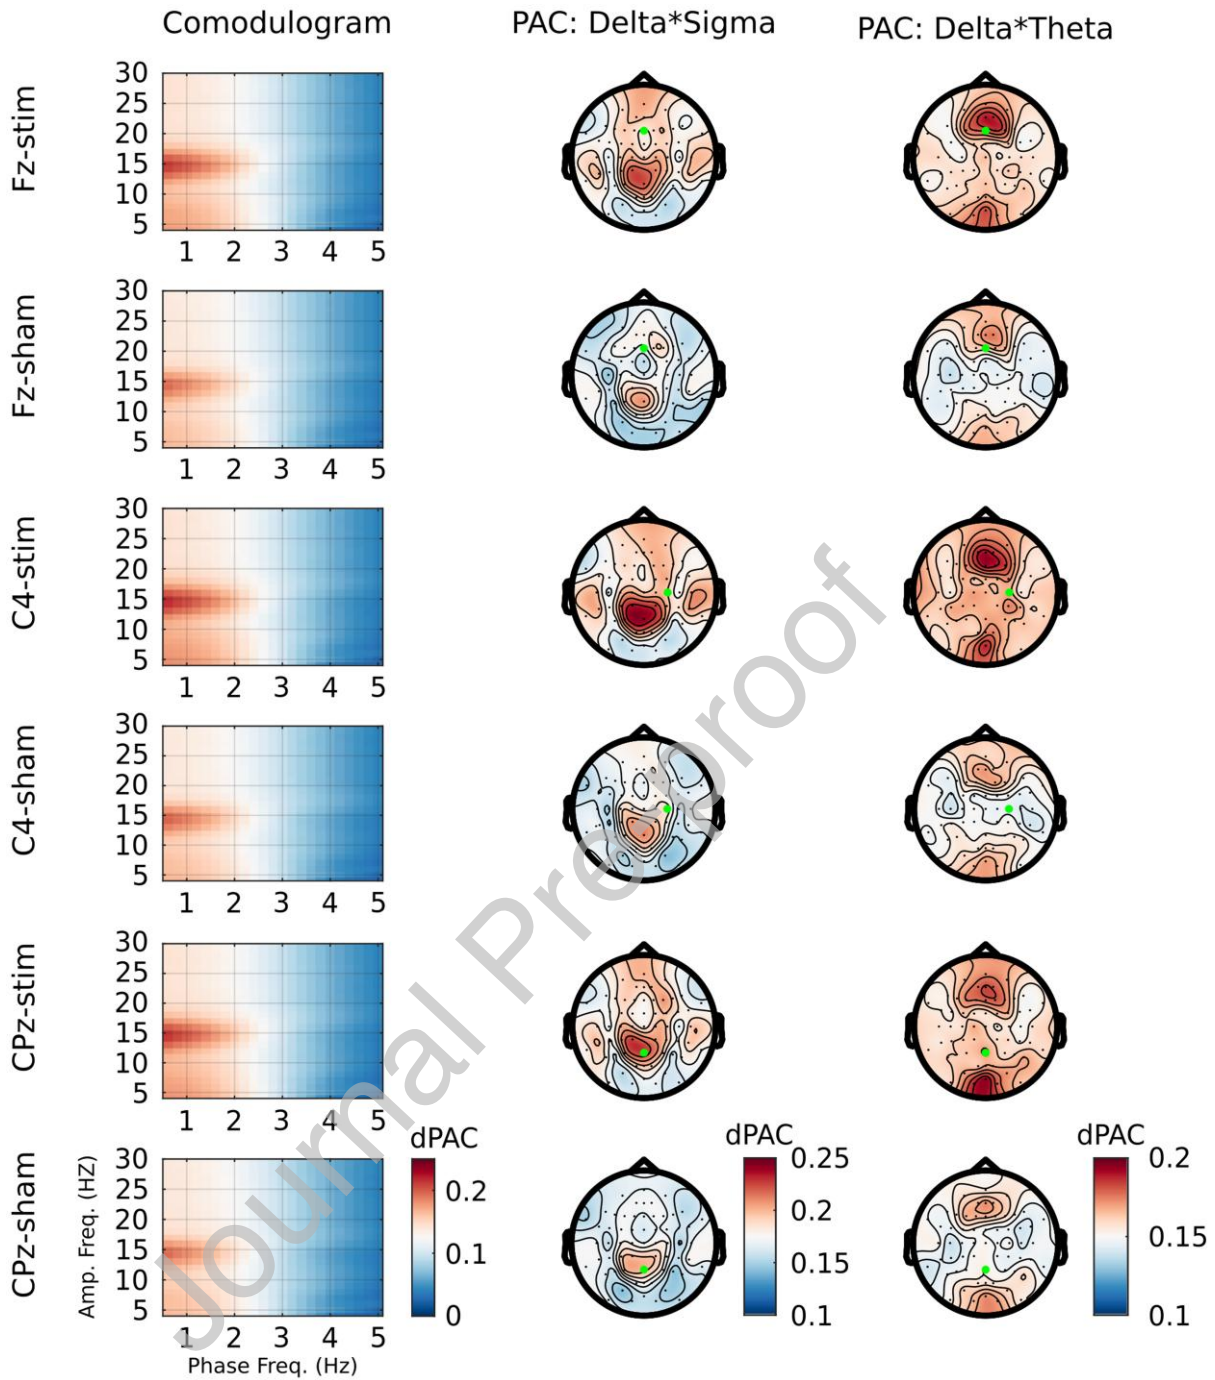 Comodulogram PAC: Delta*Sigma PAC: Delta*Theta
Fz-stim
30
25
20
15
10
5
1 2 3 4 5
Fz-sham
30
25
20
15
10
5
1 2 3 4 5
C4-stim
30
25
20
15
10
5
1 2 3 4 5
C4-sham
30
25
20
15
10
5
1 2 3 4 5
CPz-stim
30
25
20
15
10
5
1 2 3 4 5
CPz-sham
Amp. Freq. (HZ)
30
25
20
15
10
5
1 2 3 4 5
Phase Freq. (Hz)
dPAC
0.2
0.1
0
dPAC
0.25
0.2
0.15
0.1
dPAC
0.2
0.15
0.1
Journal Pre-proof